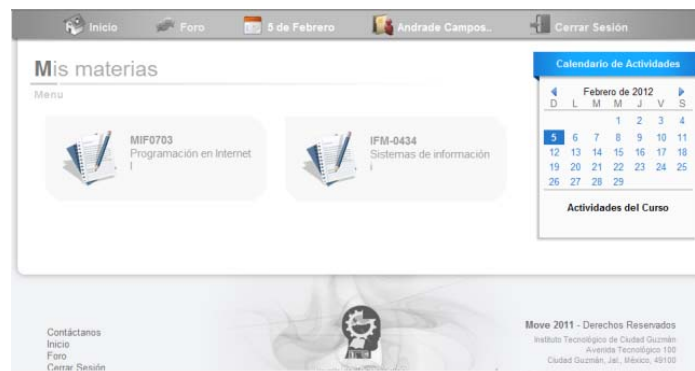 Inicio
Foro
5 de Febrero
Andrade Campos..
Cerrar Sesión
Mis materias
Menu
MIF0703
Programación en Internet
I
IFM-0434
Sistemas de información
i
Calendario de Actividades
Febrero de 2012
D L M M J V S
1 2 3 4
5 6 7 8 9 10 11
12 13 14 15 16 17 18
19 20 21 22 23 24 25
26 27 28 29
Actividades del Curso
Contáctanos
Inicio
Foro
Cerrar Sesión
Move 2011 - Derechos Reservados
Instituto Tecnológico de Ciudad Guzmán
Avenida Tecnológico 100
Ciudad Guzmán, Jal., México, 49100